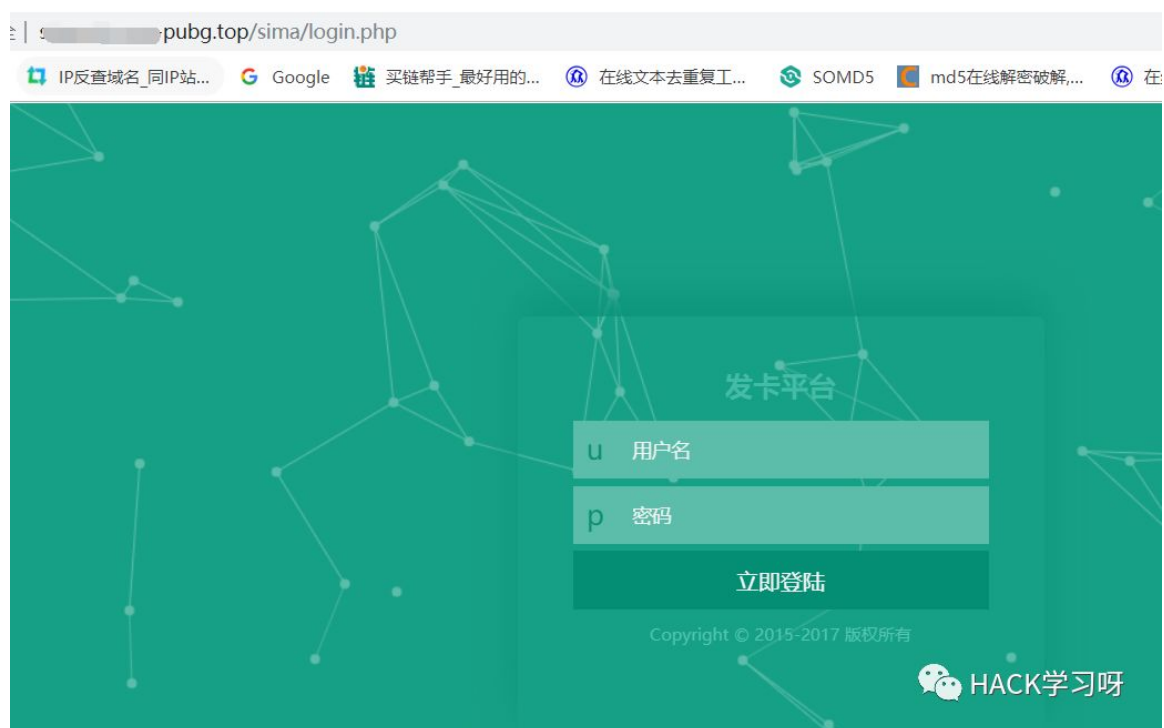 -pubg.top/sima/login.php
IP反查域名_同IP站... Google 买链帮手_最好用的... 在线文本去重复工... SOMD5 md5在线解密破解,... 在
发卡平台
u 用户名
p 密码
立即登陆
Copyright © 2015-2017 版权所有
HACK学习呀